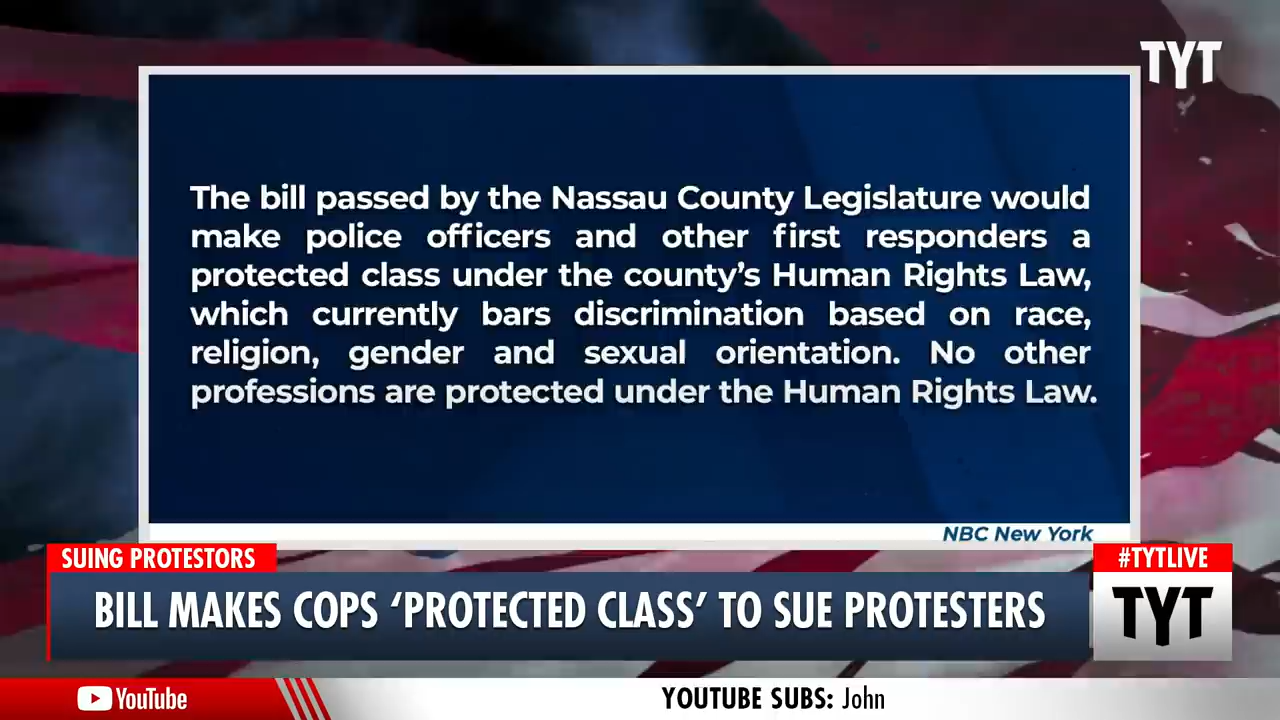 TYT
The bill passed by the Nassau County Legislature would
make police officers and other first responders a
protected class under the county’s Human Rights Law,
which currently bars discrimination based on race,
religion, gender and sexual orientation. No other
professions are protected under the Human Rights Law.
NBC New York
SUING PROTESTORS
#TYTLIVE
BILL MAKES COPS ‘PROTECTED CLASS’ TO SUE PROTESTERS
TYT
YouTube
YOUTUBE SUBS: John